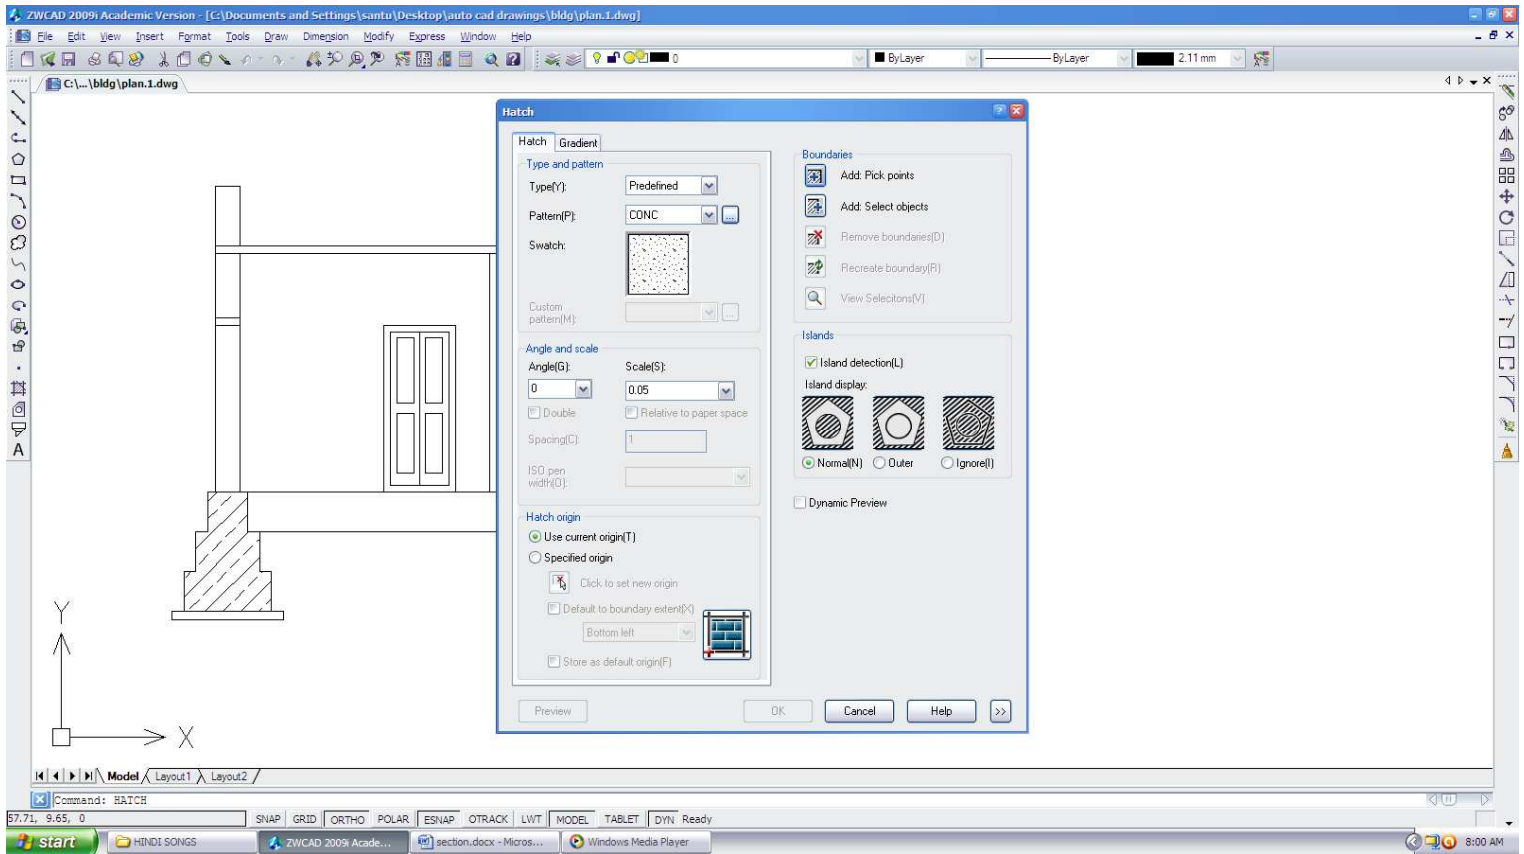 ZWCAD 2009i Academic Version - [C:\Documents and Settings\santu\Desktop\auto cad drawings\bldg\plan.1.dwg]
File Edit View Insert Format Tools Draw Dimension Modify Express Window Help
0 ByLayer ByLayer 2.11 mm
C:\...\bldg\plan.1.dwg
Hatch
Hatch Gradient
Type and pattern
Type(Y): Predefined
Pattern(P): CONC ...
Swatch:
Custom
pattern(M): ...
Angle and scale
Angle(G): Scale(S):
0 0.05
Double Relative to paper space
Spacing(C): 1
ISO pen
width(O):
Hatch origin
Use current origin(T)
Specified origin
Click to set new origin
Default to boundary extent(X)
Bottom left
Store as default origin(F)
Boundaries
Add: Pick points
Add: Select objects
Remove boundaries(D)
Recreate boundary(R)
View Selecitons(V)
Islands
Island detection(L)
Island display:
Normal(N) Outer Ignore(I)
Dynamic Preview
Preview OK Cancel Help >>
A
Y
X
Model Layout1 Layout2
Command: HATCH
57.71, 9.65, 0 SNAP GRID ORTHO POLAR ESNAP OTRACK LWT MODEL TABLET DYN Ready
start HINDI SONGS ZWCAD 2009i Acade... section.docx - Micros... Windows Media Player 8:00 AM